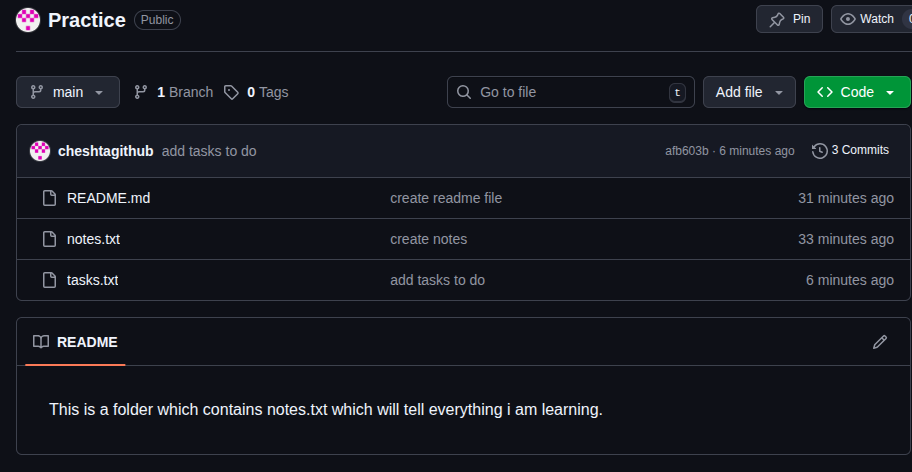 Practice Public Pin Watch
main 1 Branch 0 Tags Go to file t Add file Code
cheshtagithub add tasks to do afb603b · 6 minutes ago 3 Commits
README.md create readme file 31 minutes ago
notes.txt create notes 33 minutes ago
tasks.txt add tasks to do 6 minutes ago
README
This is a folder which contains notes.txt which will tell everything i am learning.